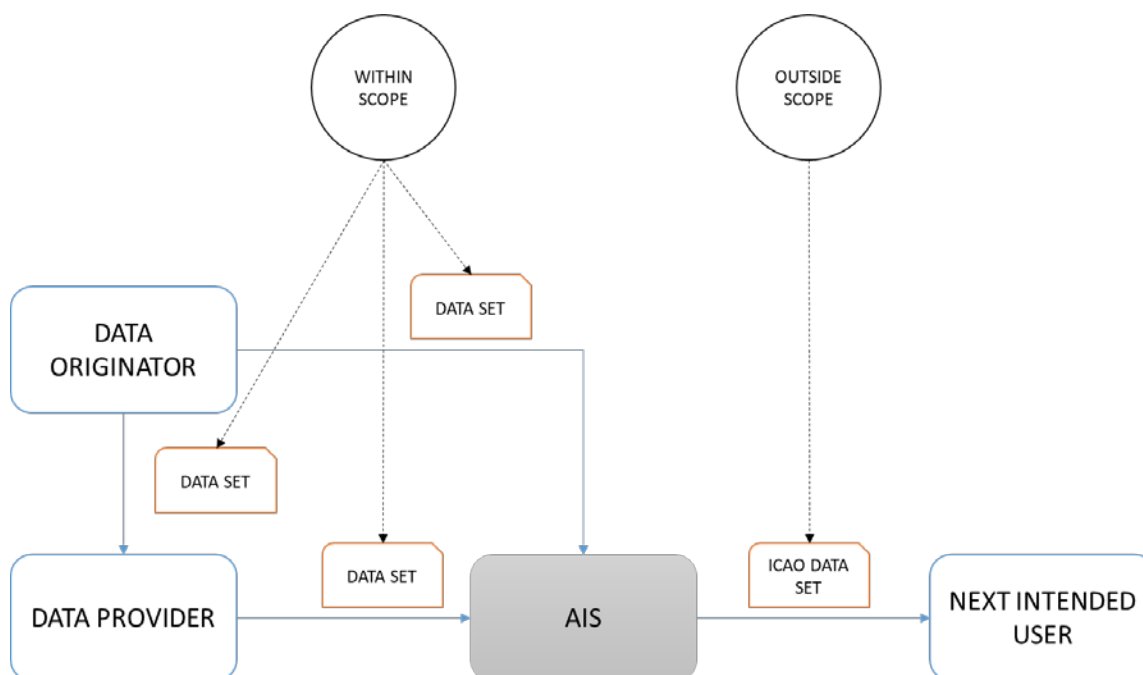 WITHIN
SCOPE
OUTSIDE
SCOPE
DATA SET
DATA
ORIGINATOR
DATA SET
DATA SET
ICAO DATA
SET
DATA PROVIDER
AIS
NEXT INTENDED
USER